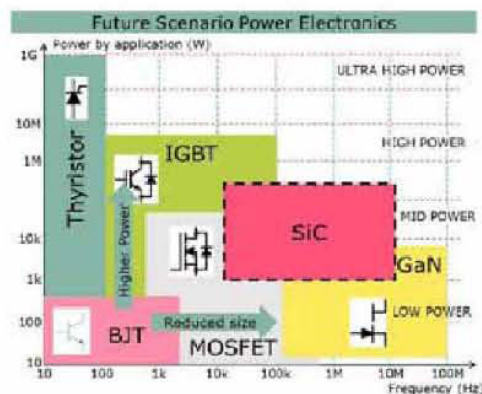 Future Scenario Power Electronics
Power by application (W)
1G
ULTRA HIGH POWER
10M
HIGH POWER
1M
IGBT
Thyristor
Higher Power
MID POWER
SiC
10k
1k
GaN
100
Reduced size
LOW POWER
BJT
MOSFET
10
10 100 1k 10k 100k 1M 10M 100M
Frequency (Hz)